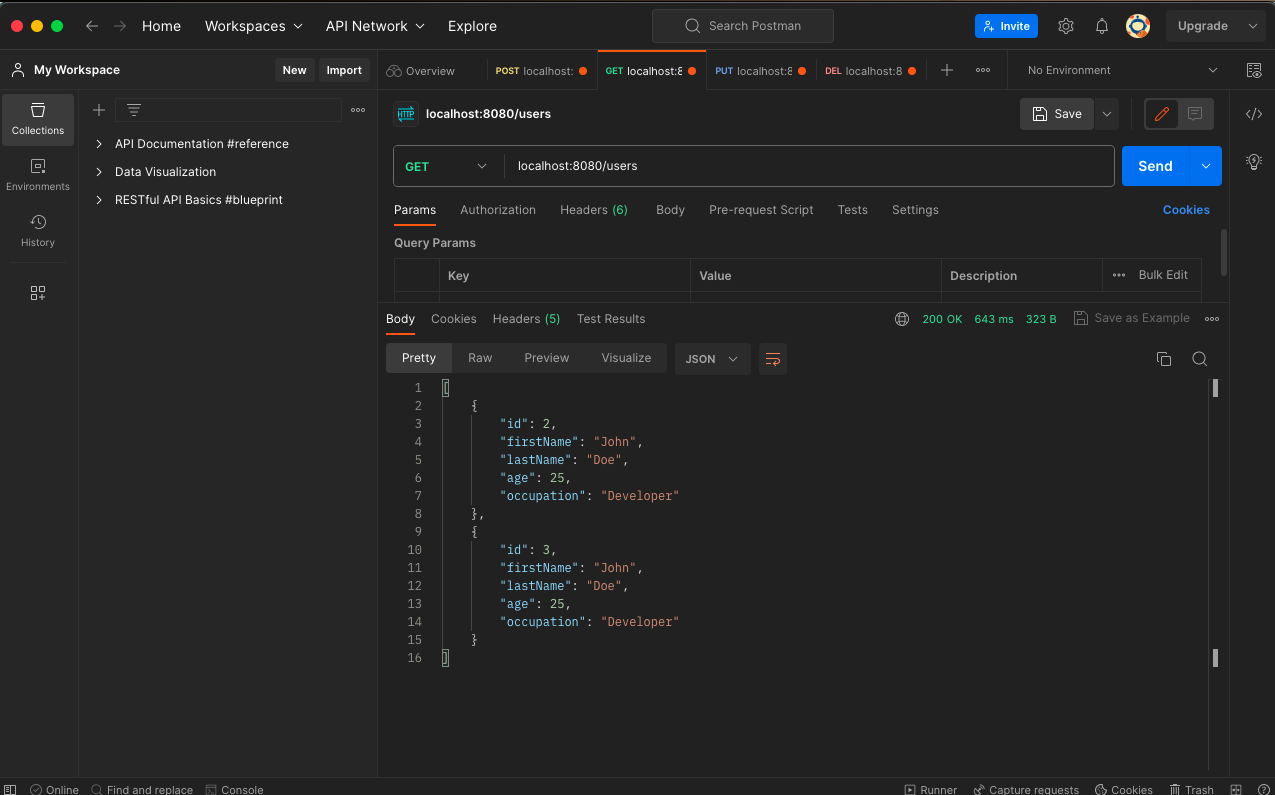 Home Workspaces API Network Explore Search Postman Invite Upgrade
My Workspace New Import Overview POST localhost: GET localhost:8 PUT localhost:8 DEL localhost:8 No Environment
Collections
Environments
History
API Documentation #reference
Data Visualization
RESTful API Basics #blueprint
HTTP localhost:8080/users Save
GET localhost:8080/users Send
Params Authorization Headers (6) Body Pre-request Script Tests Settings Cookies
Query Params
Key Value Description Bulk Edit
Body Cookies Headers (5) Test Results 200 OK 643 ms 323 B Save as Example
Pretty Raw Preview Visualize JSON
1 [
2 {
3 "id": 2,
4 "firstName": "John",
5 "lastName": "Doe",
6 "age": 25,
7 "occupation": "Developer"
8 },
9 {
10 "id": 3,
11 "firstName": "John",
12 "lastName": "Doe",
13 "age": 25,
14 "occupation": "Developer"
15 }
16 ]
Online Find and replace Console Runner Capture requests Cookies Trash